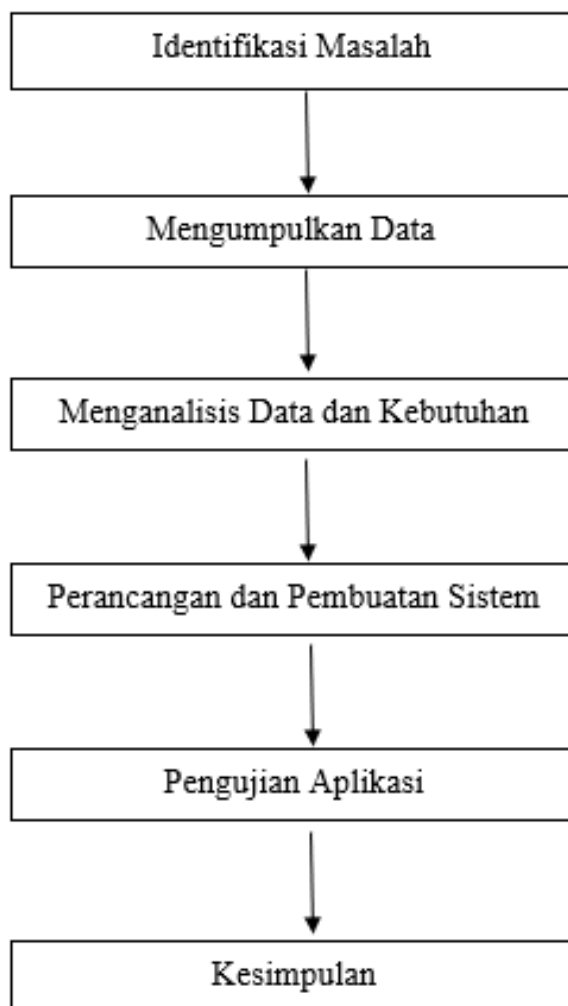 Identifikasi Masalah
Mengumpulkan Data
Menganalisis Data dan Kebutuhan
Perancangan dan Pembuatan Sistem
Pengujian Aplikasi
Kesimpulan